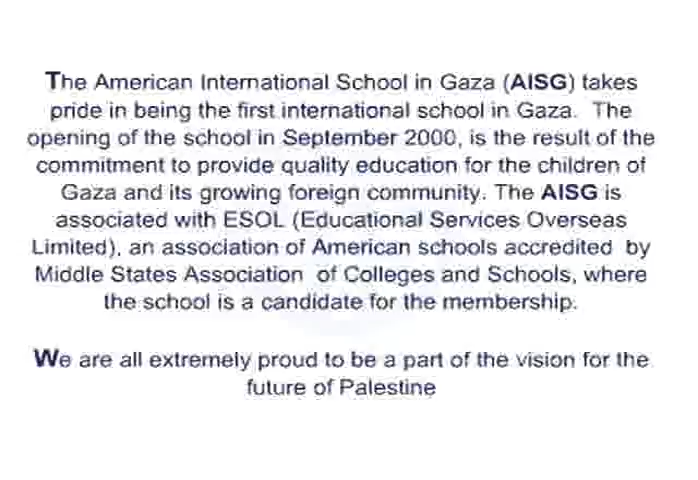 The American International School in Gaza (AISG) takes
pride in being the first international school in Gaza. The
opening of the school in September 2000, is the result of the
commitment to provide quality education for the children of
Gaza and its growing foreign community. The AISG is
associated with ESOL (Educational Services Overseas
Limited), an association of American schools accredited by
Middle States Association of Colleges and Schools, where
the school is a candidate for the membership.
We are all extremely proud to be a part of the vision for the
future of Palestine